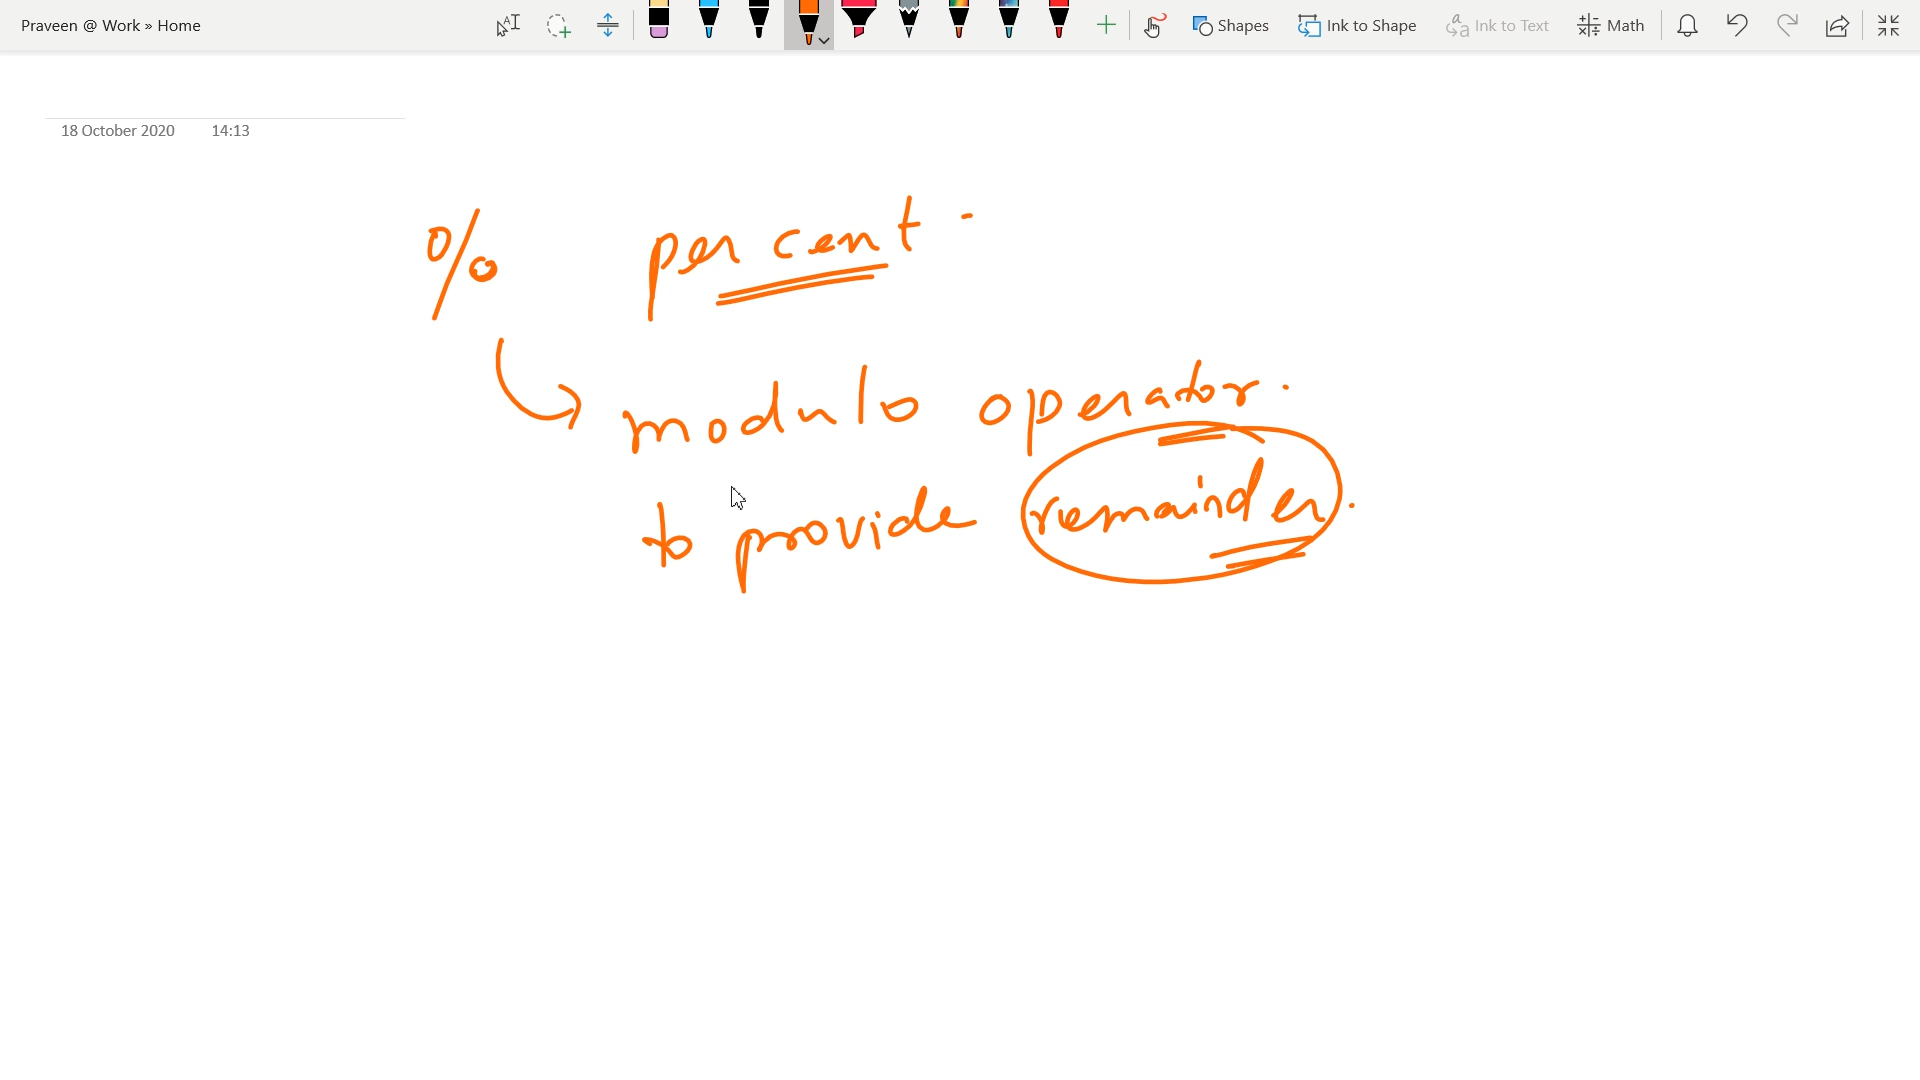 Praveen @ Work » Home
Shapes
Ink to Shape
Ink to Text
Math
18 October 2020 14:13
% per cent -
modulo operator.
to provide remainder.